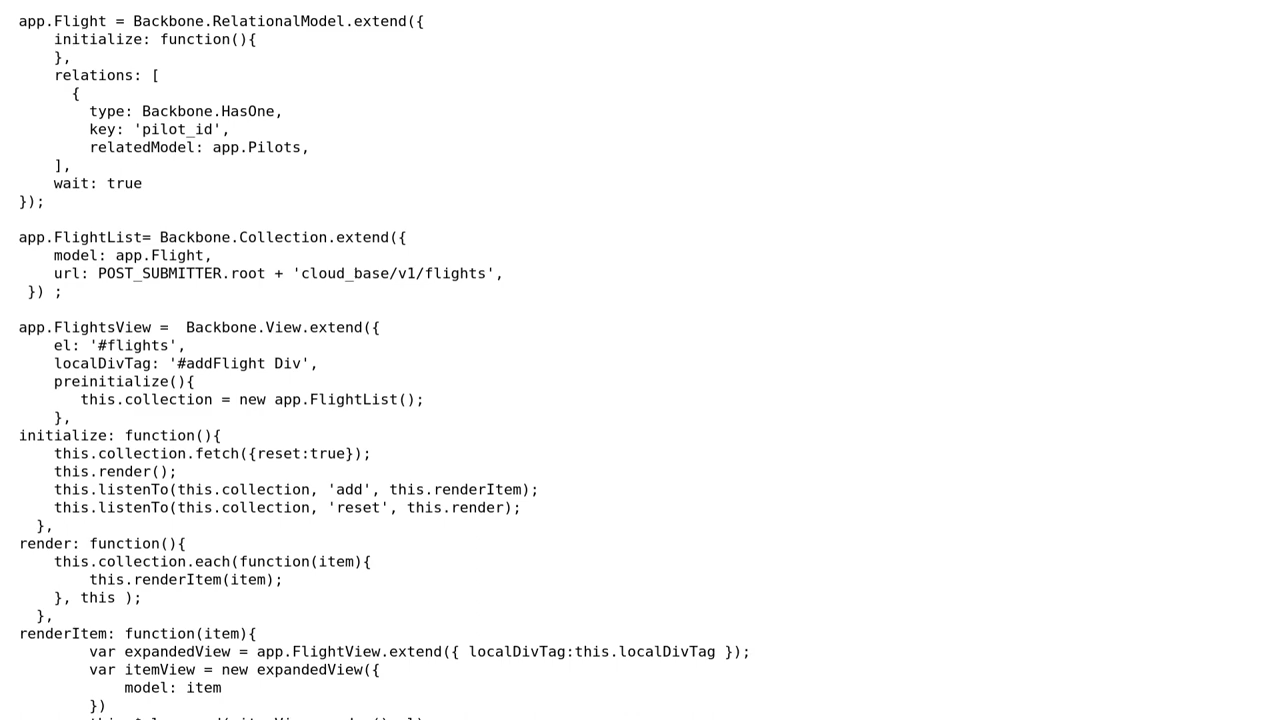 app.Flight = Backbone.RelationalModel.extend({
    initialize: function(){
    },
    relations: [
      {
        type: Backbone.HasOne,
        key: 'pilot_id',
        relatedModel: app.Pilots,
    ],
    wait: true
});

app.FlightList= Backbone.Collection.extend({
    model: app.Flight,
    url: POST_SUBMITTER.root + 'cloud_base/v1/flights',
 }) ;

app.FlightsView =  Backbone.View.extend({
    el: '#flights',
    localDivTag: '#addFlight Div',
    preinitialize(){
       this.collection = new app.FlightList();
    },
initialize: function(){
    this.collection.fetch({reset:true});
    this.render();
    this.listenTo(this.collection, 'add', this.renderItem);
    this.listenTo(this.collection, 'reset', this.render);
  },
render: function(){
    this.collection.each(function(item){
        this.renderItem(item);
    }, this );
  },
renderItem: function(item){
        var expandedView = app.FlightView.extend({ localDivTag:this.localDivTag });
        var itemView = new expandedView({
            model: item
        })